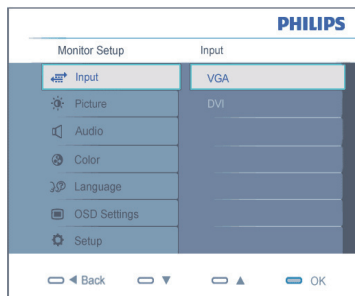 PHILIPS
Monitor Setup
Input
Input
VGA
Picture
DVI
Audio
Color
Language
OSD Settings
Setup
Back
OK